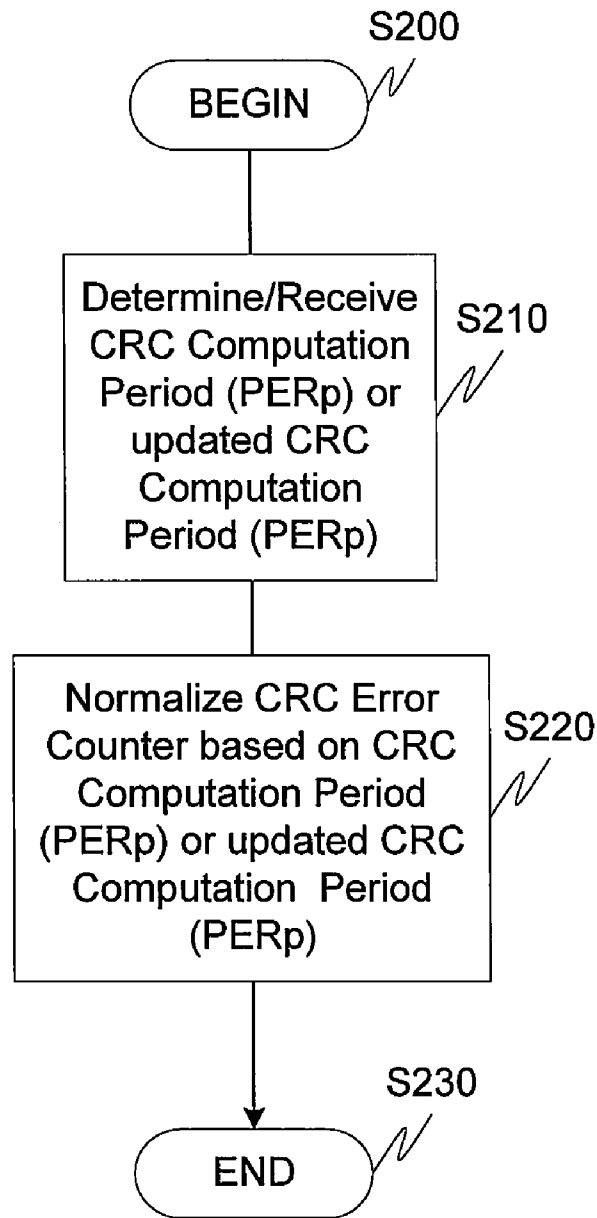 S200
BEGIN
Determine/Receive
CRC Computation
Period (PERp) or
updated CRC
Computation
Period (PERp)
S210
Normalize CRC Error
Counter based on CRC
Computation Period
(PERp) or updated CRC
Computation Period
(PERp)
S220
S230
END